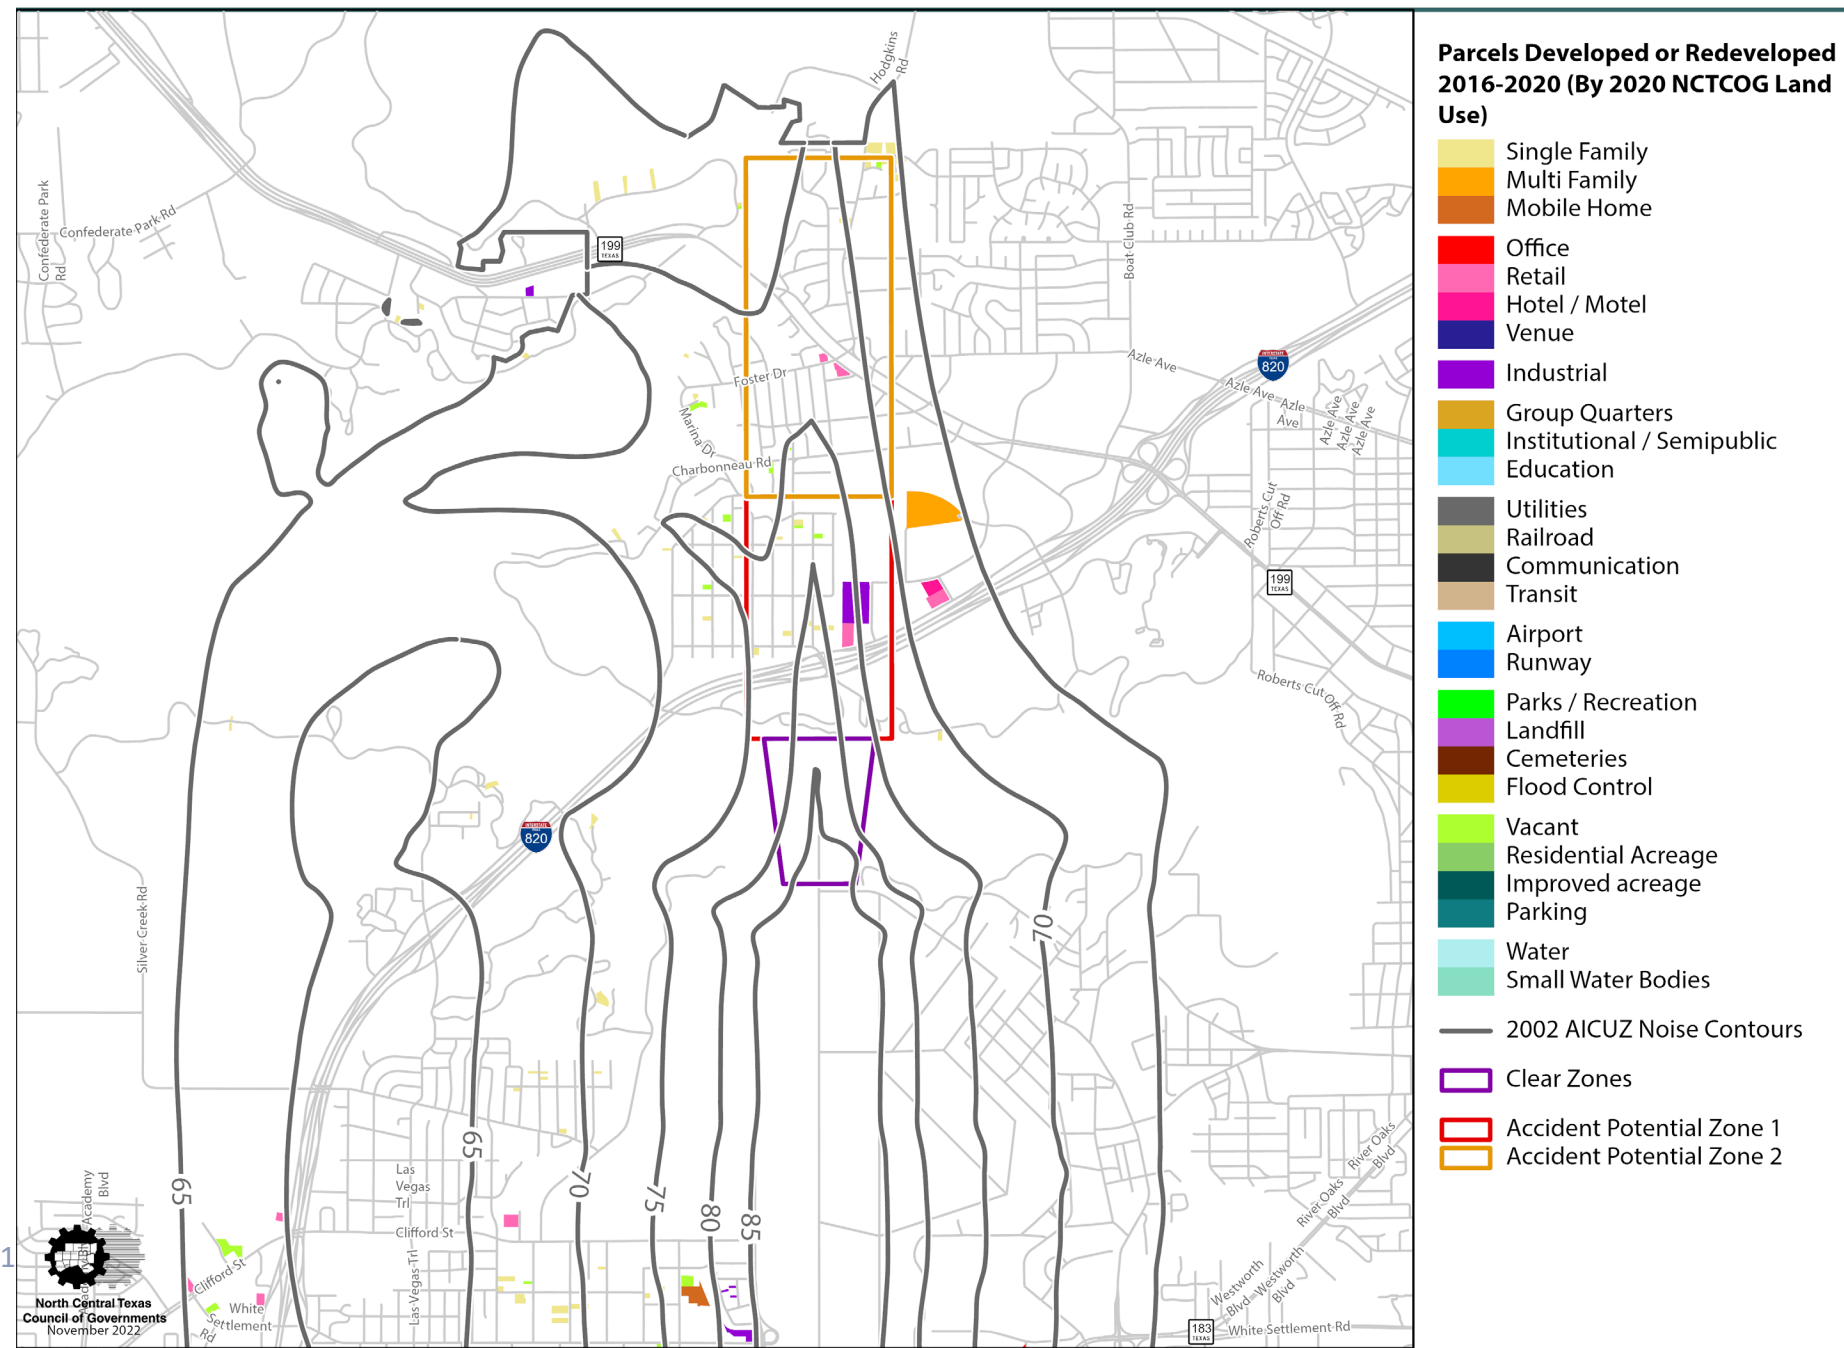 Hodgkins
Rd
Confederate Park
Rd
Confederate Park Rd
199
TEXAS
Boat Club Rd
Azle Ave
INTERSTATE
820
Azle Ave
Azle
Ave
Azle Ave
Azle Ave
Azle Ave
Foster Dr
Marina Dr
Charbonneau Rd
Roberts Cut
Off Rd
199
TEXAS
Roberts Cut Off Rd
INTERSTATE
820
Silver Creek Rd
70
65
65
70
75
80
85
Las
Vegas
Trl
Clifford St
Las Vegas Trl
Academy Blvd
Academy
Blvd
Clifford St
White
Settlement
Rd
River Oaks
Blvd
River Oaks
Blvd
Westworth
Blvd
Westworth
Blvd
183
TEXAS
White Settlement Rd
1
North Central Texas
Council of Governments
November 2022
Parcels Developed or Redeveloped
2016-2020 (By 2020 NCTCOG Land
Use)
Single Family
Multi Family
Mobile Home
Office
Retail
Hotel / Motel
Venue
Industrial
Group Quarters
Institutional / Semipublic
Education
Utilities
Railroad
Communication
Transit
Airport
Runway
Parks / Recreation
Landfill
Cemeteries
Flood Control
Vacant
Residential Acreage
Improved acreage
Parking
Water
Small Water Bodies
2002 AICUZ Noise Contours
Clear Zones
Accident Potential Zone 1
Accident Potential Zone 2